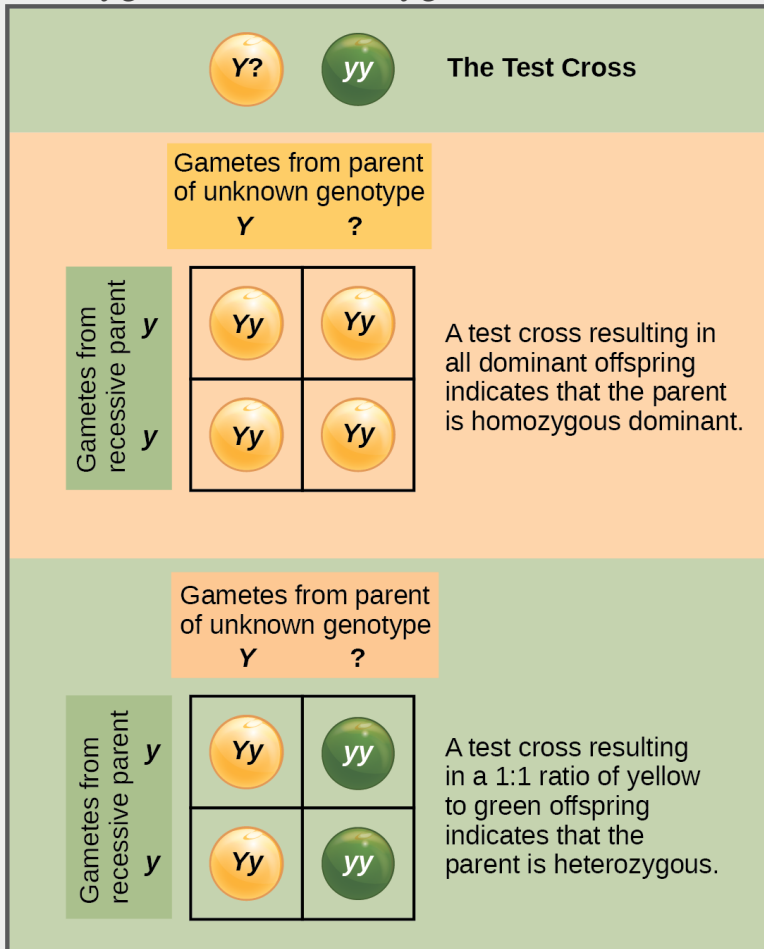 Y? yy The Test Cross
Gametes from parent
of unknown genotype
Y ?
Gametes from
recessive parent
y
y
Yy Yy
Yy Yy
A test cross resulting in
all dominant offspring
indicates that the parent
is homozygous dominant.
Gametes from parent
of unknown genotype
Y ?
Gametes from
recessive parent
y
y
Yy yy
Yy yy
A test cross resulting
in a 1:1 ratio of yellow
to green offspring
indicates that the
parent is heterozygous.